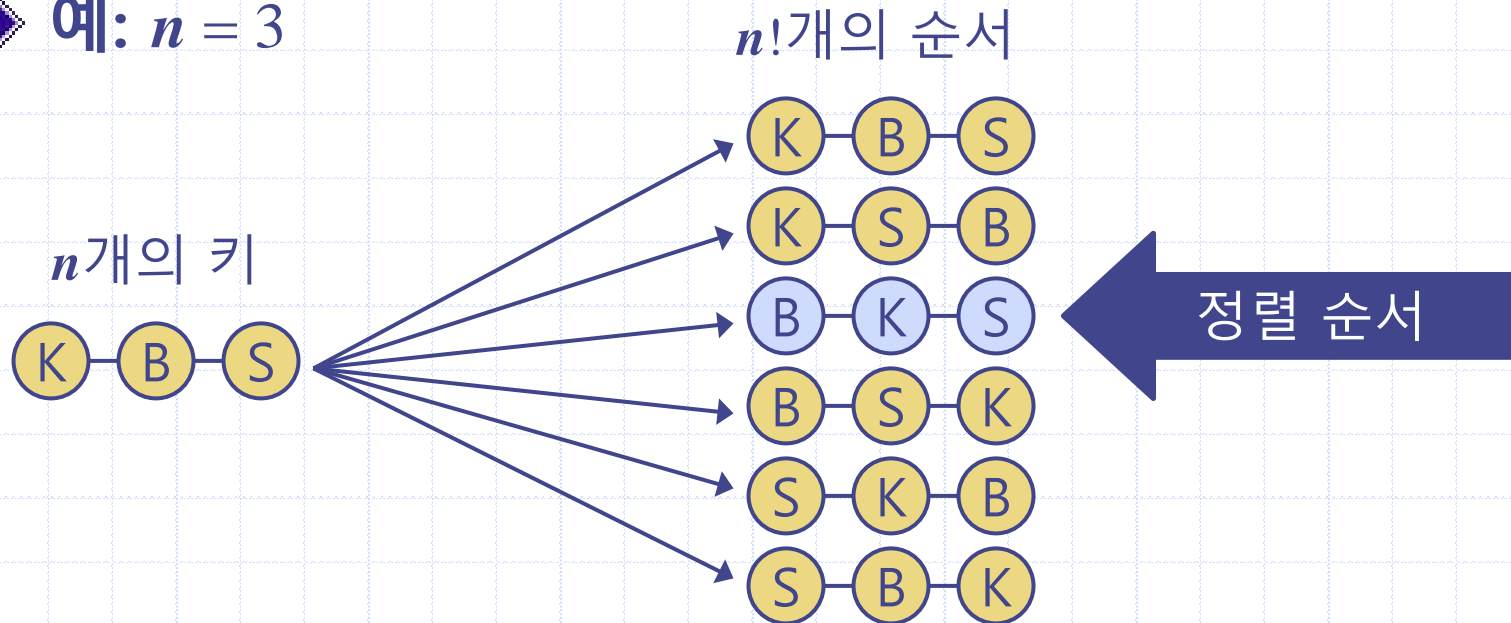 예: n = 3
n!개의 순서
K B S
K S B
n개의 키
B K S
정렬 순서
K B S
B S K
S K B
S B K